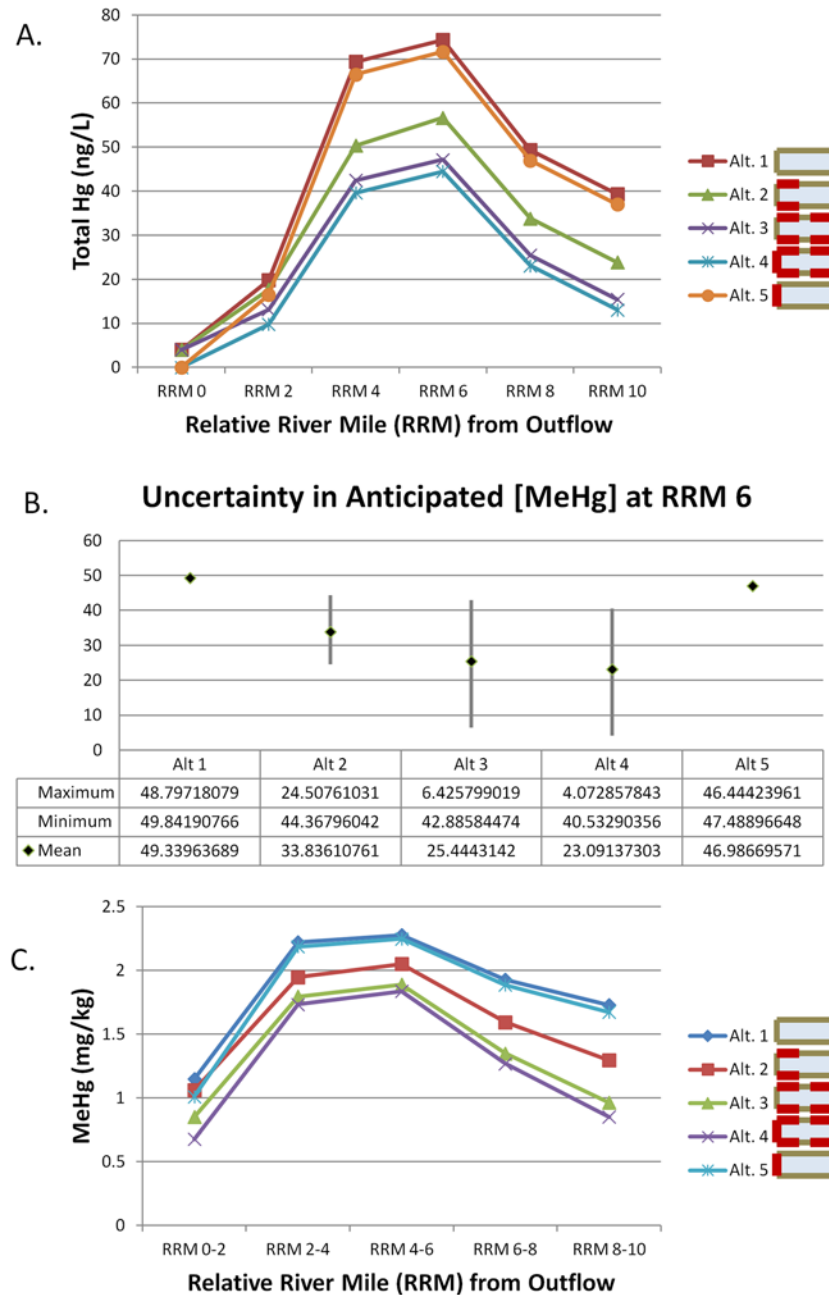 A.
Total Hg (ng/L)
80
70
60
50
40
30
20
10
0
RRM 0 RRM 2 RRM 4 RRM 6 RRM 8 RRM 10
Relative River Mile (RRM) from Outflow
Alt. 1
Alt. 2
Alt. 3
Alt. 4
Alt. 5
B.
Uncertainty in Anticipated [MeHg] at RRM 6
60
50
40
30
20
10
0
Alt 1 Alt 2 Alt 3 Alt 4 Alt 5
Maximum 48.79718079 24.50761031 6.425799019 4.072857843 46.44423961
Minimum 49.84190766 44.36796042 42.88584474 40.53290356 47.48896648
Mean 49.33963689 33.83610761 25.4443142 23.09137303 46.98669571
C.
MeHg (mg/kg)
2.5
2
1.5
1
0.5
0
RRM 0-2 RRM 2-4 RRM 4-6 RRM 6-8 RRM 8-10
Relative River Mile (RRM) from Outflow
Alt. 1
Alt. 2
Alt. 3
Alt. 4
Alt. 5